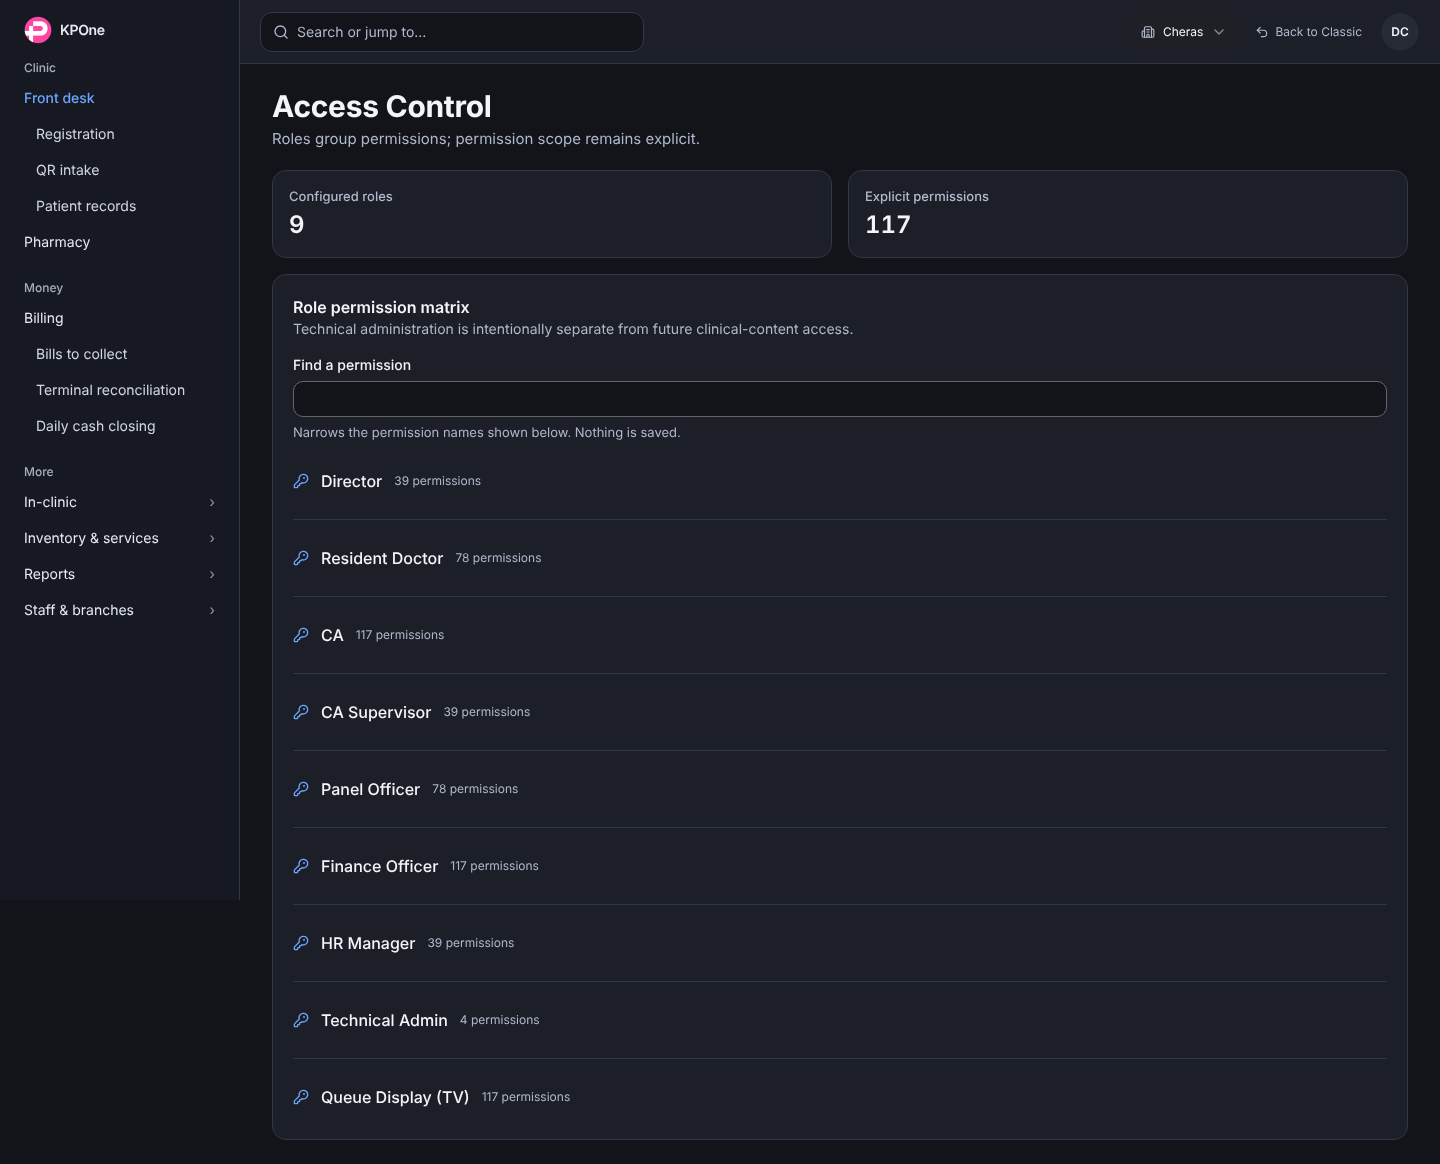 KPOne
Clinic
Front desk
Registration
QR intake
Patient records
Pharmacy
Money
Billing
Bills to collect
Terminal reconciliation
Daily cash closing
More
In-clinic
Inventory & services
Reports
Staff & branches
Search or jump to...
Cheras
Back to Classic
DC
Access Control
Roles group permissions; permission scope remains explicit.
Configured roles
9
Explicit permissions
117
Role permission matrix
Technical administration is intentionally separate from future clinical-content access.
Find a permission
Narrows the permission names shown below. Nothing is saved.
Director 39 permissions
Resident Doctor 78 permissions
CA 117 permissions
CA Supervisor 39 permissions
Panel Officer 78 permissions
Finance Officer 117 permissions
HR Manager 39 permissions
Technical Admin 4 permissions
Queue Display (TV) 117 permissions